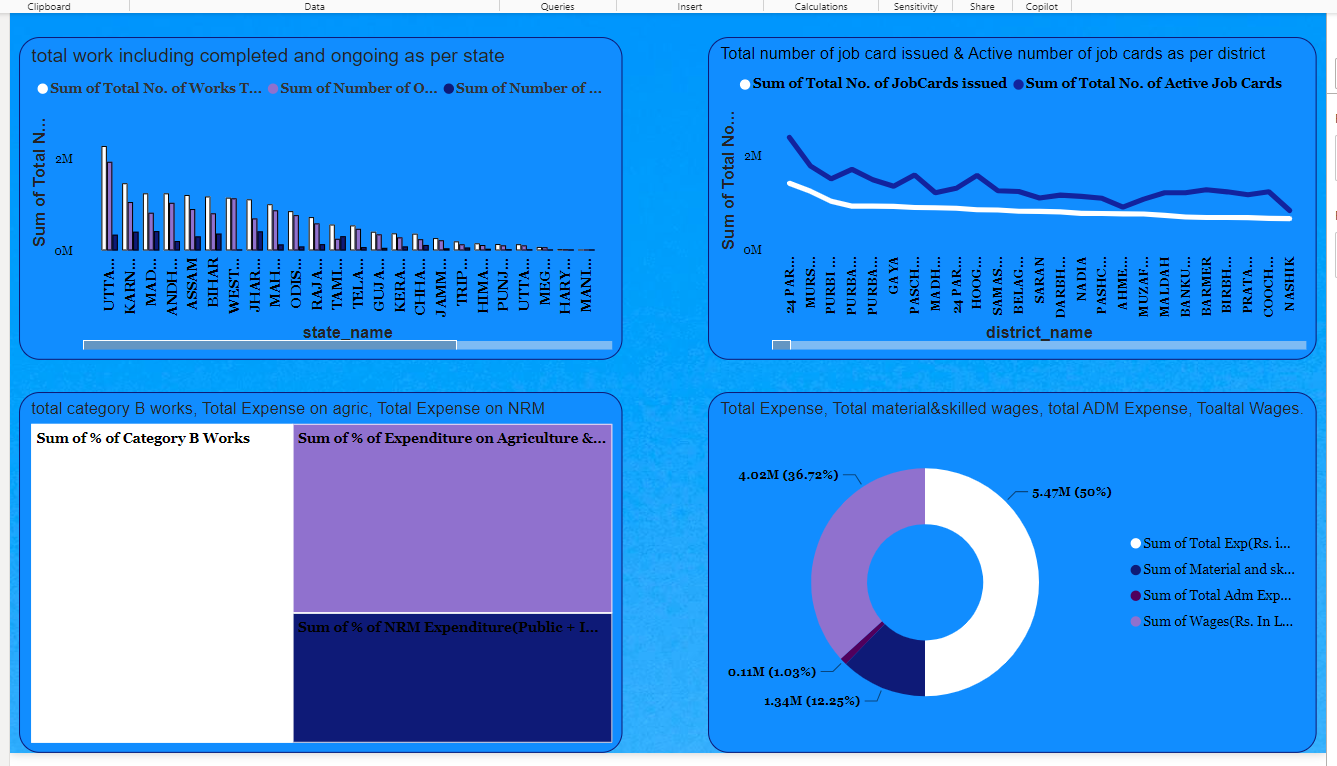 Clipboard Data Queries Insert Calculations Sensitivity Share Copilot
total work including completed and ongoing as per state
Sum of Total No. of Works T... Sum of Number of O... Sum of Number of ...
Sum of Total N...
2M
0M
UTTA...
KARN...
MAD...
ANDH...
ASSAM
BIHAR
WEST...
JHAR...
MAH...
ODIS...
RAJA...
TAMI...
TELA...
GUJA...
KERA...
CHHA...
JAMM...
TRIP...
HIMA...
PUNJ...
UTTA...
MEG...
HARY...
MANI...
state_name
Total number of job card issued & Active number of job cards as per district
Sum of Total No. of JobCards issued Sum of Total No. of Active Job Cards
Sum of Total No...
2M
0M
24 PAR...
MURS...
PURBI ...
PURBA...
PURBA...
GAYA
PASCH...
MADH...
24 PAR...
HOOG...
SAMAS...
BELAG...
SARAN
DARBH...
NADIA
PASHC...
AHME...
MUZAF...
MALDAH
BANKU...
BARMER
BIRBH...
PRATA...
COOCH...
NASHIK
district_name
total category B works, Total Expense on agric, Total Expense on NRM
Sum of % of Category B Works
Sum of % of Expenditure on Agriculture &...
Sum of % of NRM Expenditure(Public + I...
Total Expense, Total material&skilled wages, total ADM Expense, Toaltal Wages.
4.02M (36.72%)
5.47M (50%)
0.11M (1.03%)
1.34M (12.25%)
Sum of Total Exp(Rs. i...
Sum of Material and sk...
Sum of Total Adm Exp...
Sum of Wages(Rs. In L...